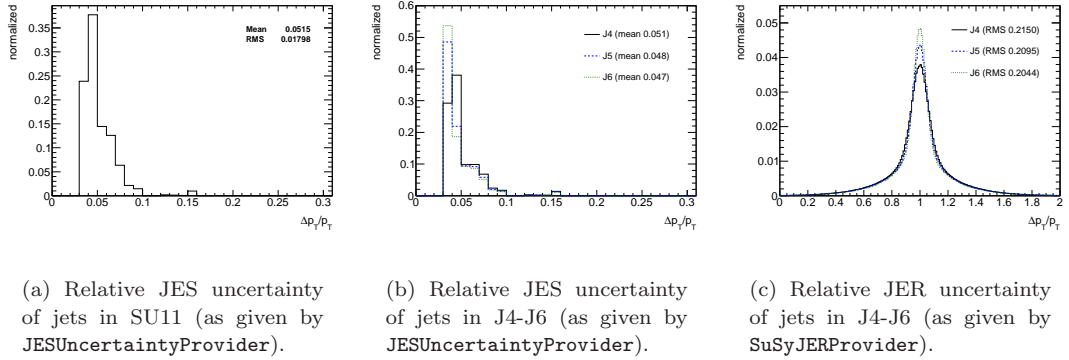 normalized
0.35
0.3
0.25
0.2
0.15
0.1
0.05
0
Mean 0.0515
RMS 0.01798
0 0.05 0.1 0.15 0.2 0.25 0.3
Δp_T/p_T
normalized
0.6
0.5
0.4
0.3
0.2
0.1
J4 (mean 0.051)
J5 (mean 0.048)
J6 (mean 0.047)
0 0.05 0.1 0.15 0.2 0.25 0.3
Δp_T/p_T
normalized
0.05
0.04
0.03
0.02
0.01
0
J4 (RMS 0.2150)
J5 (RMS 0.2095)
J6 (RMS 0.2044)
0 0.2 0.4 0.6 0.8 1 1.2 1.4 1.6 1.8 2
Δp_T/p_T
(a) Relative JES uncertainty
of jets in SU11 (as given by
JESUncertaintyProvider).
(b) Relative JES uncertainty
of jets in J4-J6 (as given by
JESUncertaintyProvider).
(c) Relative JER uncertainty
of jets in J4-J6 (as given by
SuSyJERProvider).